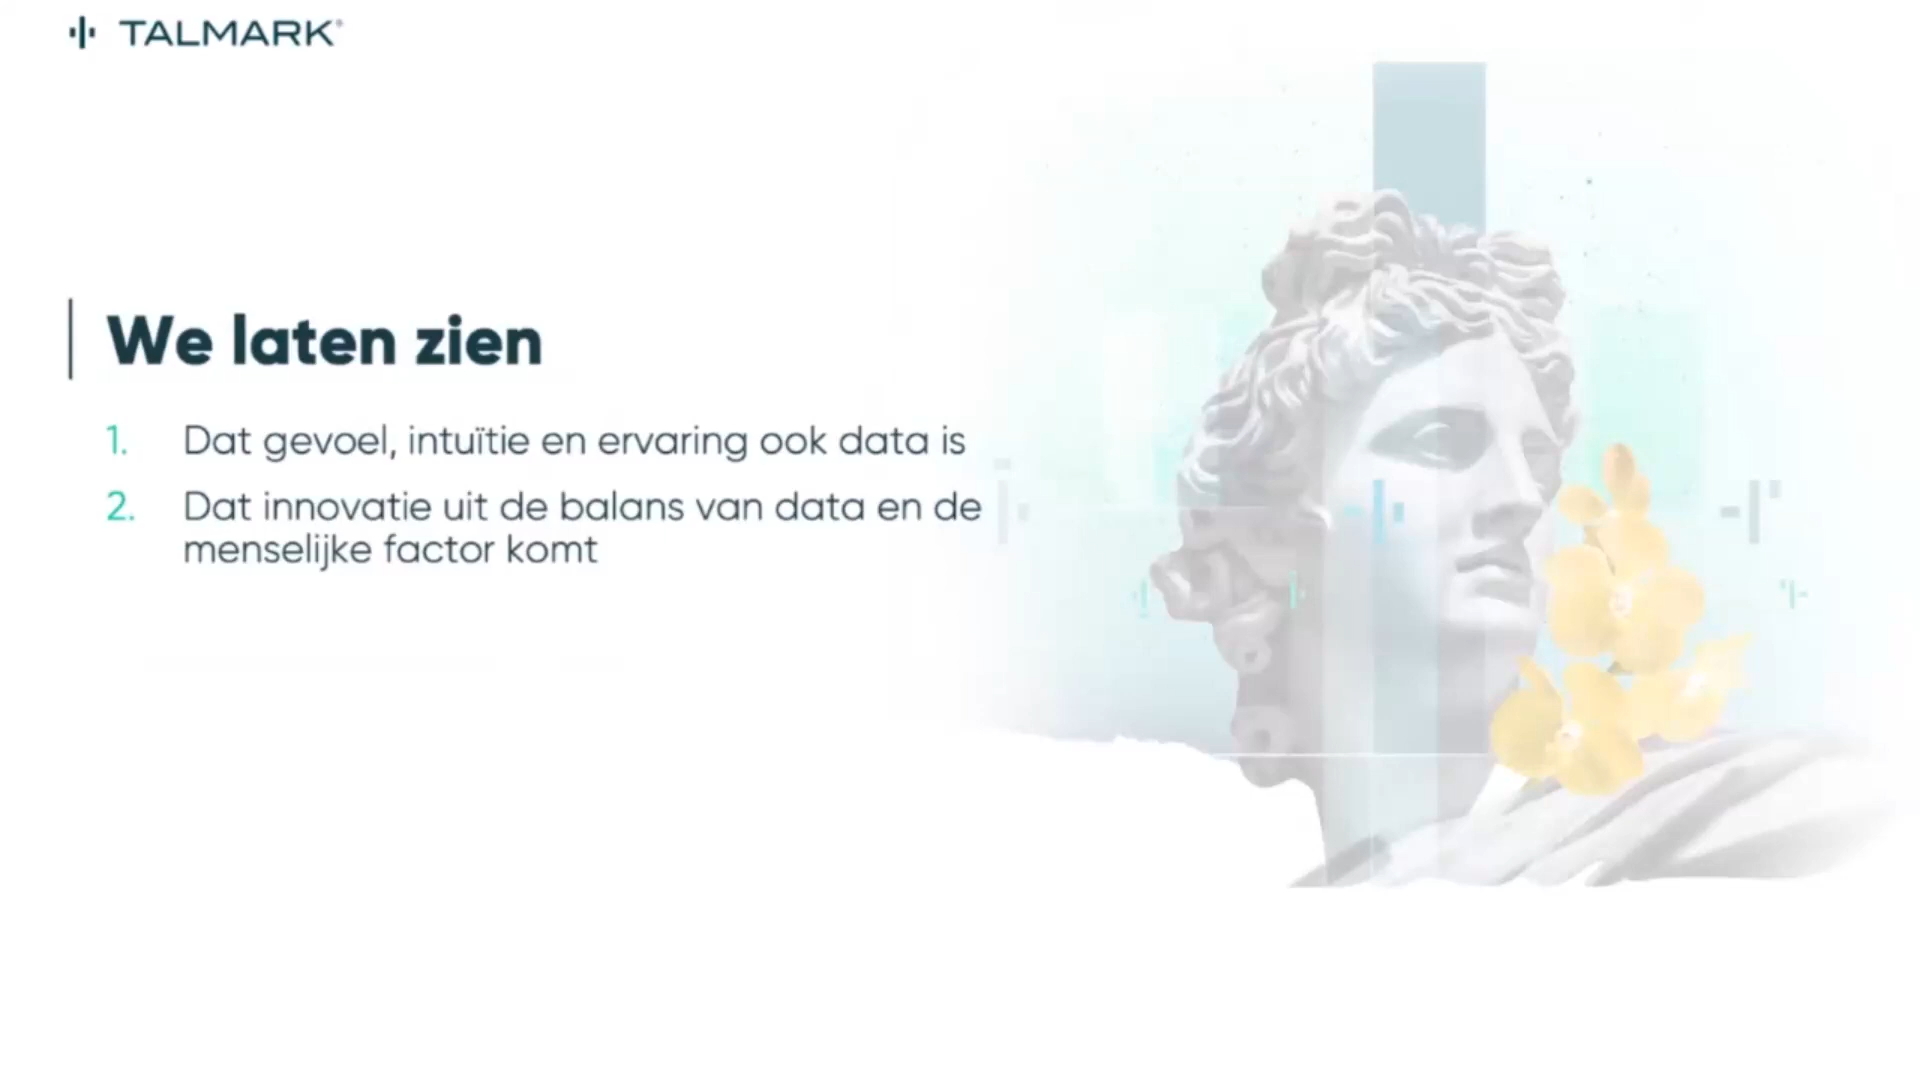 TALMARK®
We laten zien
1. Dat gevoel, intuïtie en ervaring ook data is
2. Dat innovatie uit de balans van data en de
menselijke factor komt